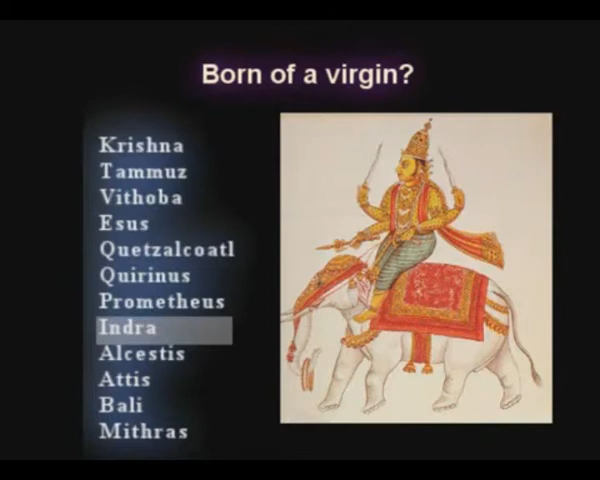 Born of a virgin?
Krishna
Tammuz
Vithoba
Esus
Quetzalcoatl
Quirinus
Prometheus
Indra
Alcestis
Attis
Bali
Mithras